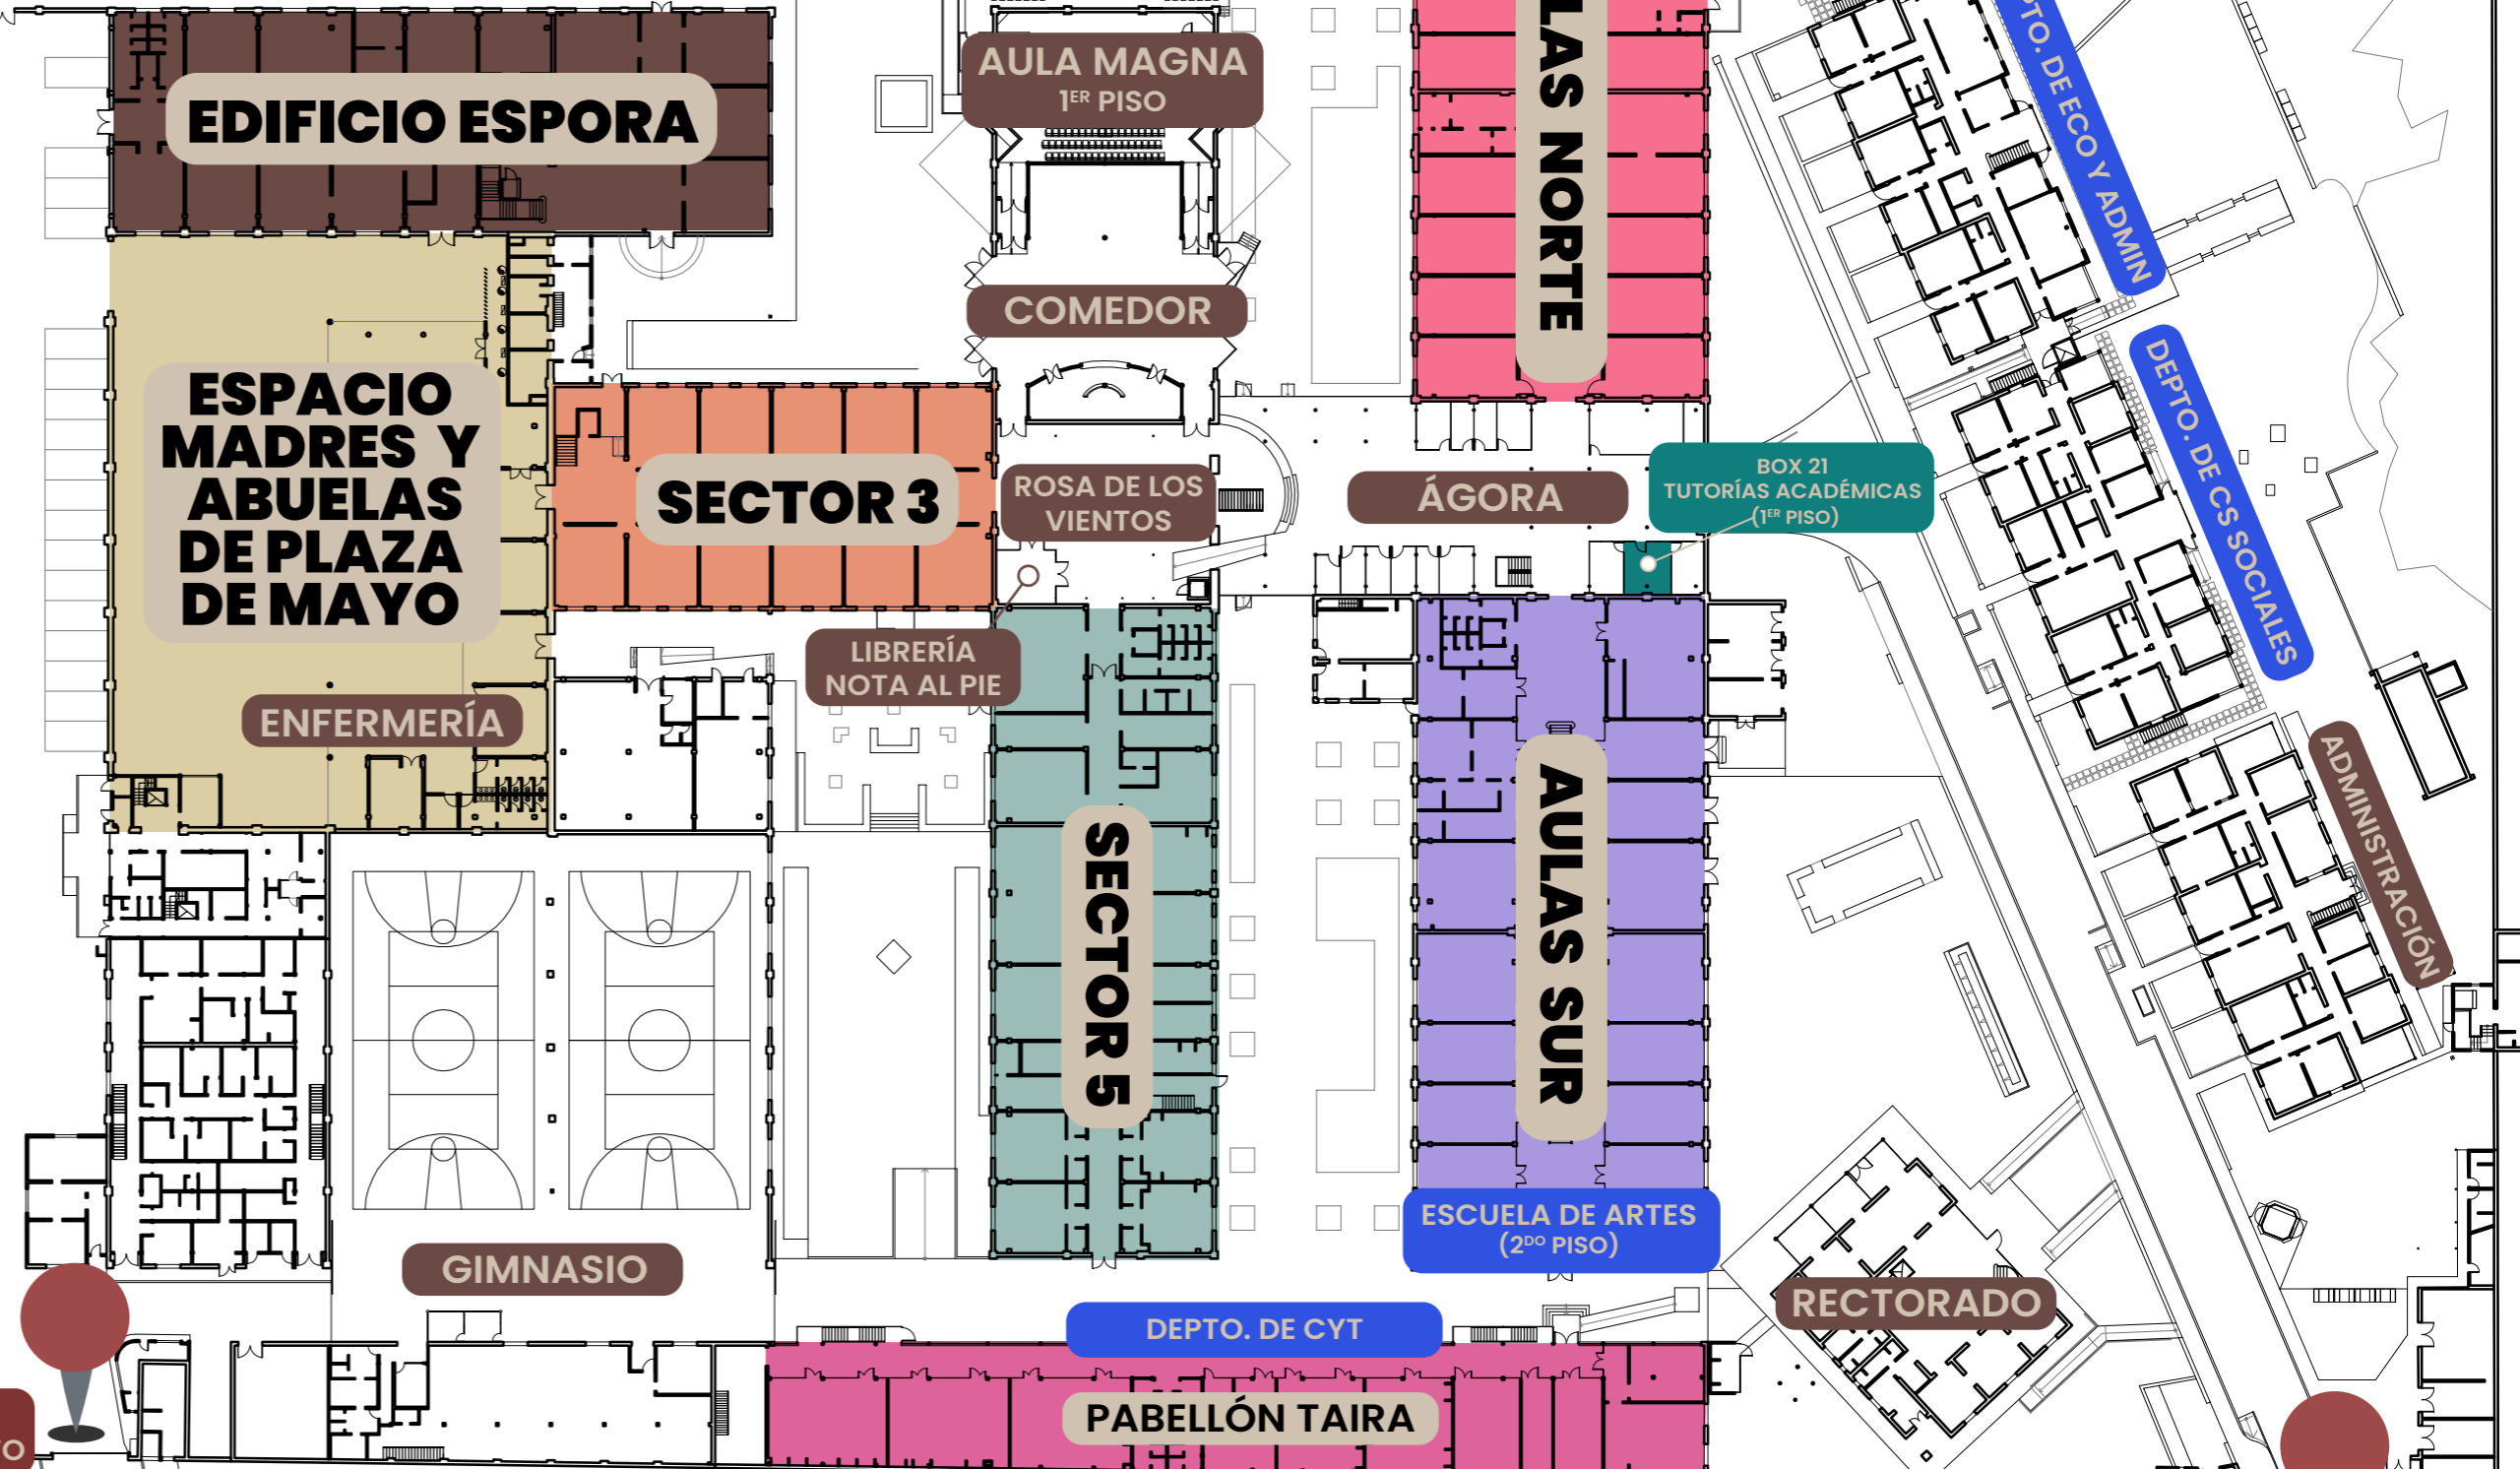 EDIFICIO ESPORA
AULA MAGNA
1ER PISO
LAS NORTE
PTO. DE ECO Y ADMIN
COMEDOR
ESPACIO
MADRES Y
ABUELAS
DE PLAZA
DE MAYO
SECTOR 3
ROSA DE LOS
VIENTOS
ÁGORA
BOX 21
TUTORÍAS ACADÉMICAS
(1ER PISO)
DEPTO. DE CS SOCIALES
LIBRERÍA
NOTA AL PIE
ENFERMERÍA
SECTOR 5
AULAS SUR
ADMINISTRACIÓN
ESCUELA DE ARTES
(2DO PISO)
GIMNASIO
RECTORADO
DEPTO. DE CYT
PABELLÓN TAIRA